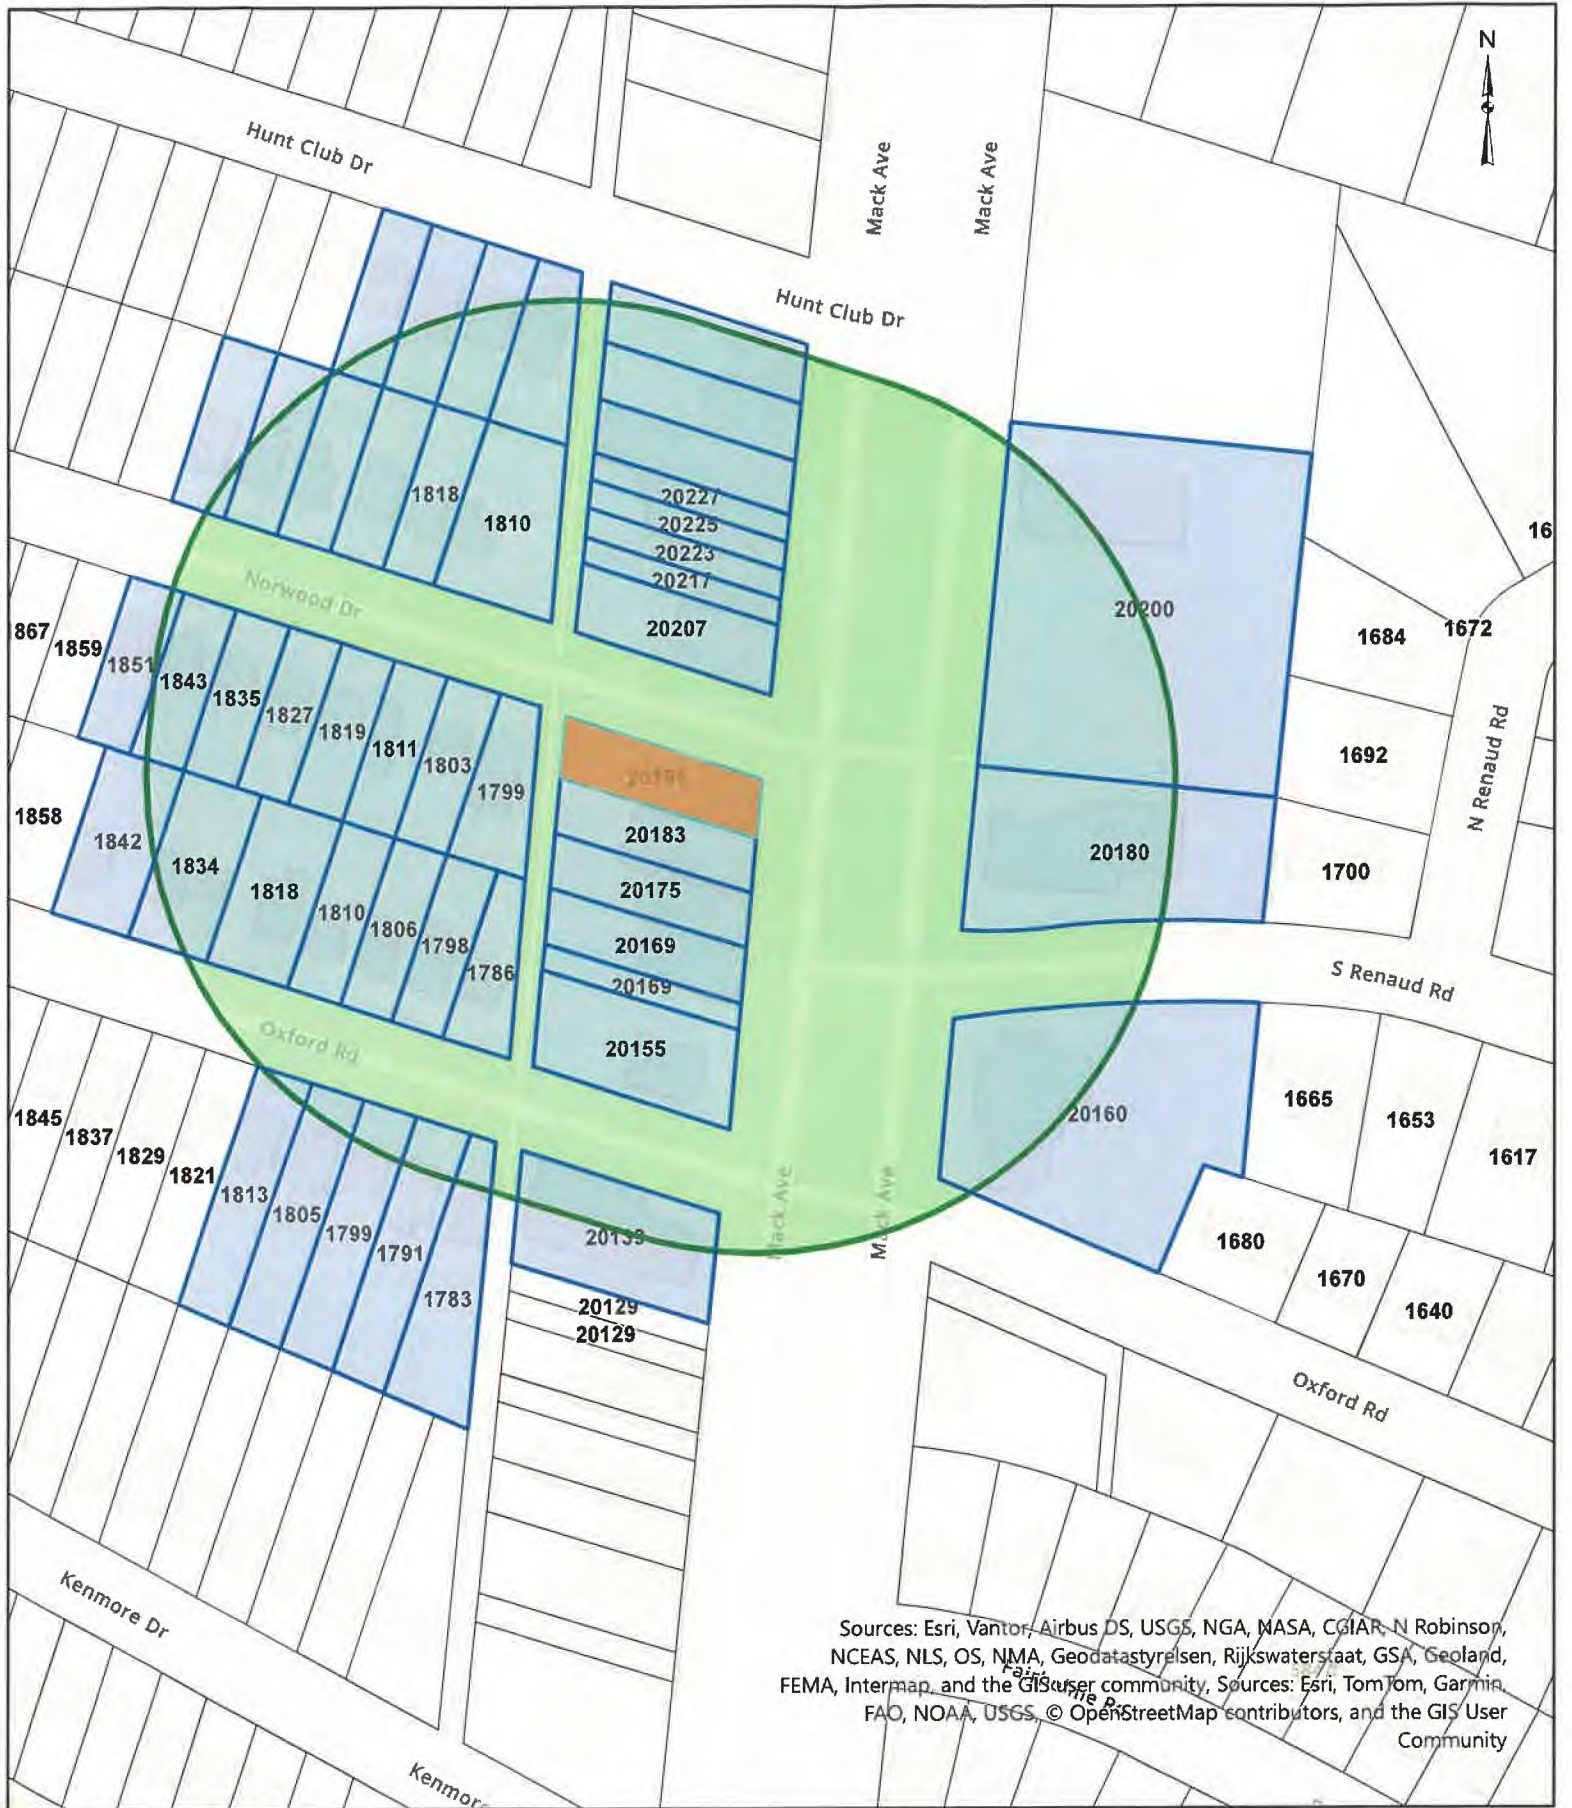 N
Hunt Club Dr
Mack Ave
Mack Ave
Hunt Club Dr
1818
1810
20227
20225
20223
20217
20207
20200
16
1684
1672
1692
1700
N Renaud Rd
Norwood Dr
867
1859
1851
1843
1835
1827
1819
1811
1803
1799
1858
1842
1834
1818
1810
1806
1798
1786
20183
20175
20169
20169
20155
20180
S Renaud Rd
20160
1665
1653
1617
1680
1670
1640
Oxford Rd
Oxford Rd
1845
1837
1829
1821
1813
1805
1799
1791
1783
20129
20129
Mack Ave
Mack Ave
Kenmore Dr
Kenmore
Sources: Esri, Vantor, Airbus DS, USGS, NGA, NASA, CGIAR, N Robinson,
NCEAS, NLS, OS, NMA, Geodatastyrelsen, Rijkswaterstaat, GSA, Geoland,
FEMA, Intermap, and the GIS user community, Sources: Esri, TomTom, Garmin,
FAO, NOAA, USGS, © OpenStreetMap contributors, and the GIS User
Community